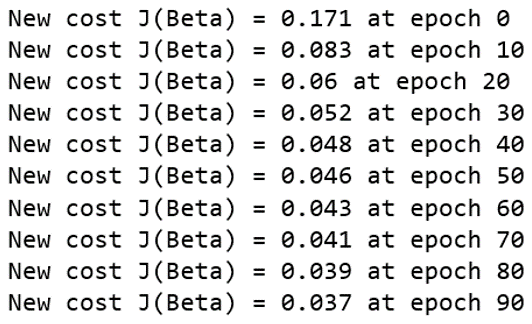 New cost J(Beta) = 0.171 at epoch 0
New cost J(Beta) = 0.083 at epoch 10
New cost J(Beta) = 0.06 at epoch 20
New cost J(Beta) = 0.052 at epoch 30
New cost J(Beta) = 0.048 at epoch 40
New cost J(Beta) = 0.046 at epoch 50
New cost J(Beta) = 0.043 at epoch 60
New cost J(Beta) = 0.041 at epoch 70
New cost J(Beta) = 0.039 at epoch 80
New cost J(Beta) = 0.037 at epoch 90